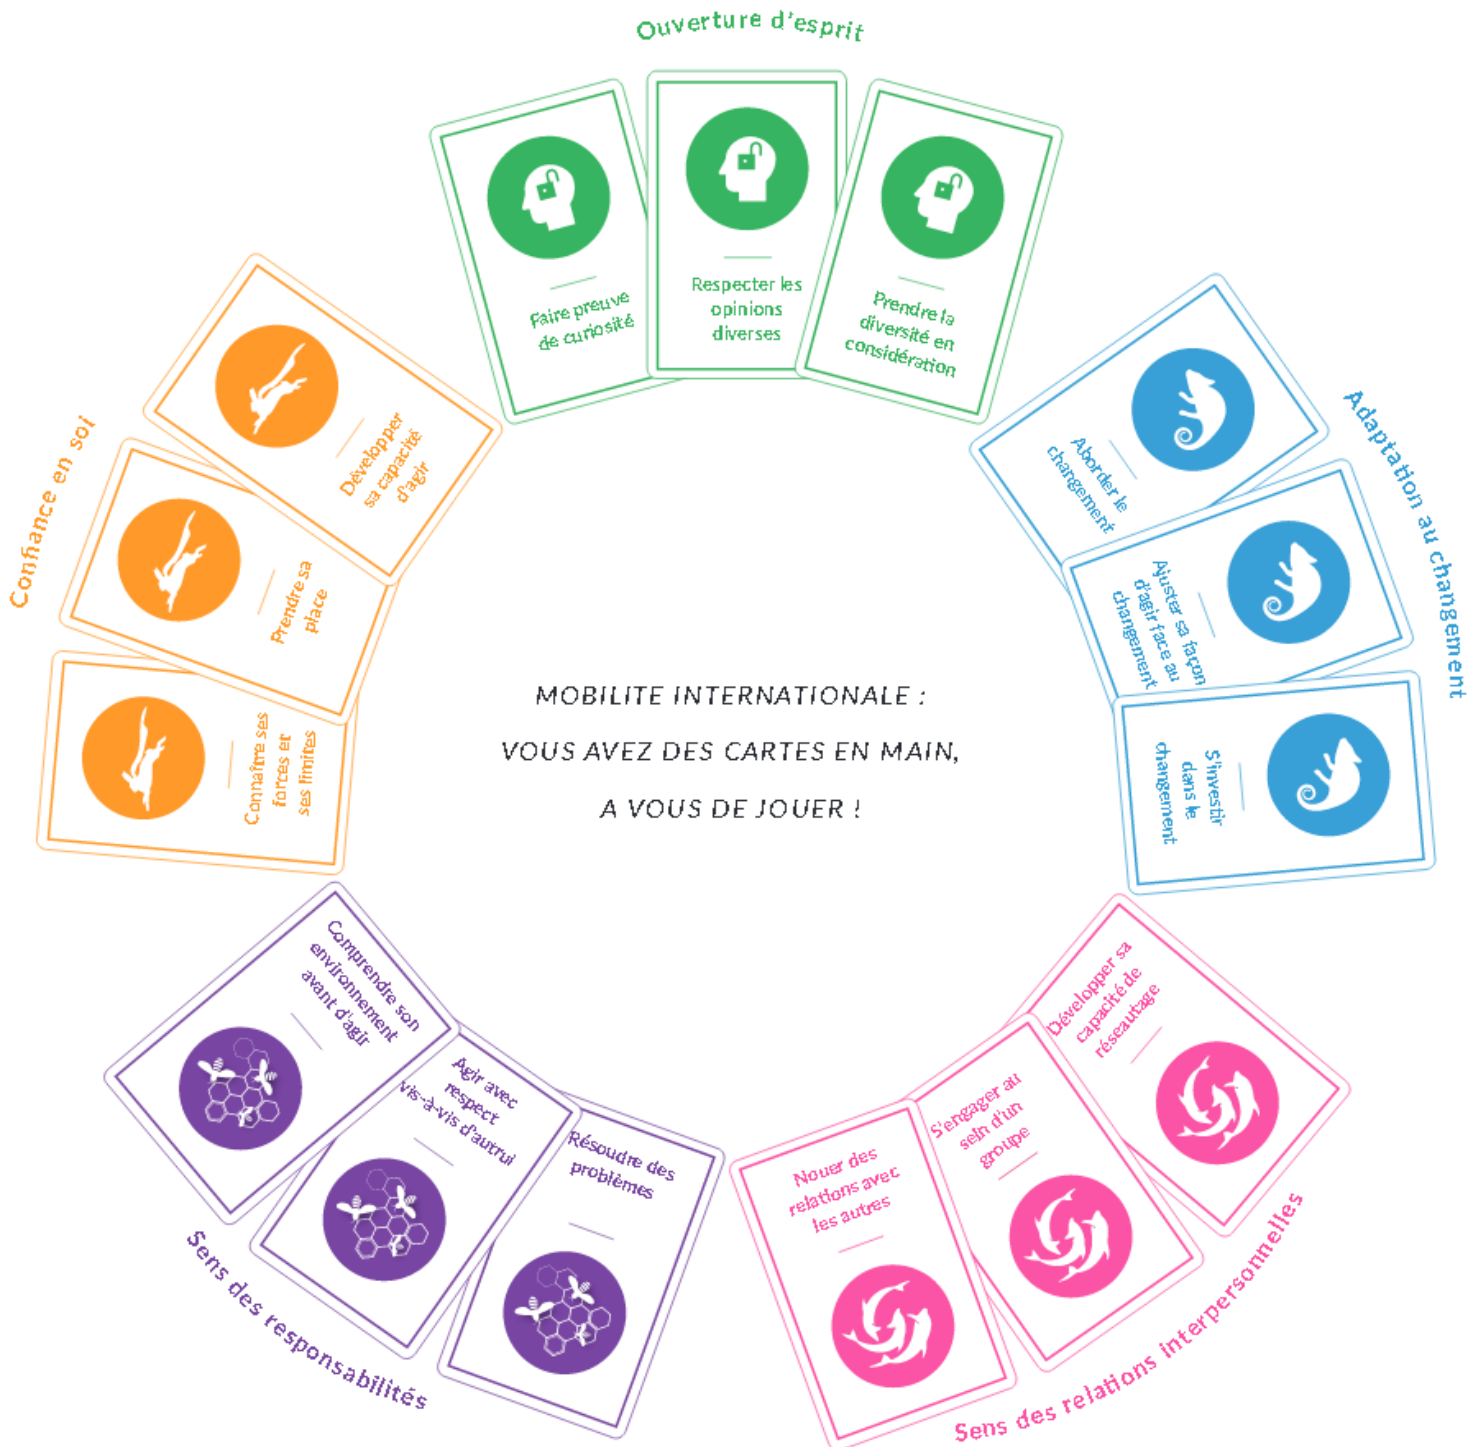 Ouverture d'esprit
Faire preuve
de curiosité
Respecter les
opinions
diverses
Prendre la
diversité en
considération
Adaptation au changement
Aborder le
changement
Ajuster sa façon
d'agir face au
changement
S'investir
dans le
changement
Confiance en soi
Développer
sa capacité
d'agir
Prendre sa
place
Connaître ses
forces et
ses limites
MOBILITE INTERNATIONALE :
VOUS AVEZ DES CARTES EN MAIN,
A VOUS DE JOUER !
Comprendre son
environnement
avant d'agir
Agir avec
respect
vis-à-vis d'autrui
Résoudre des
problèmes
Sens des responsabilités
Nouer des
relations avec
les autres
S'engager au
sein d'un
groupe
Développer sa
capacité de
réseautage
Sens des relations interpersonnelles